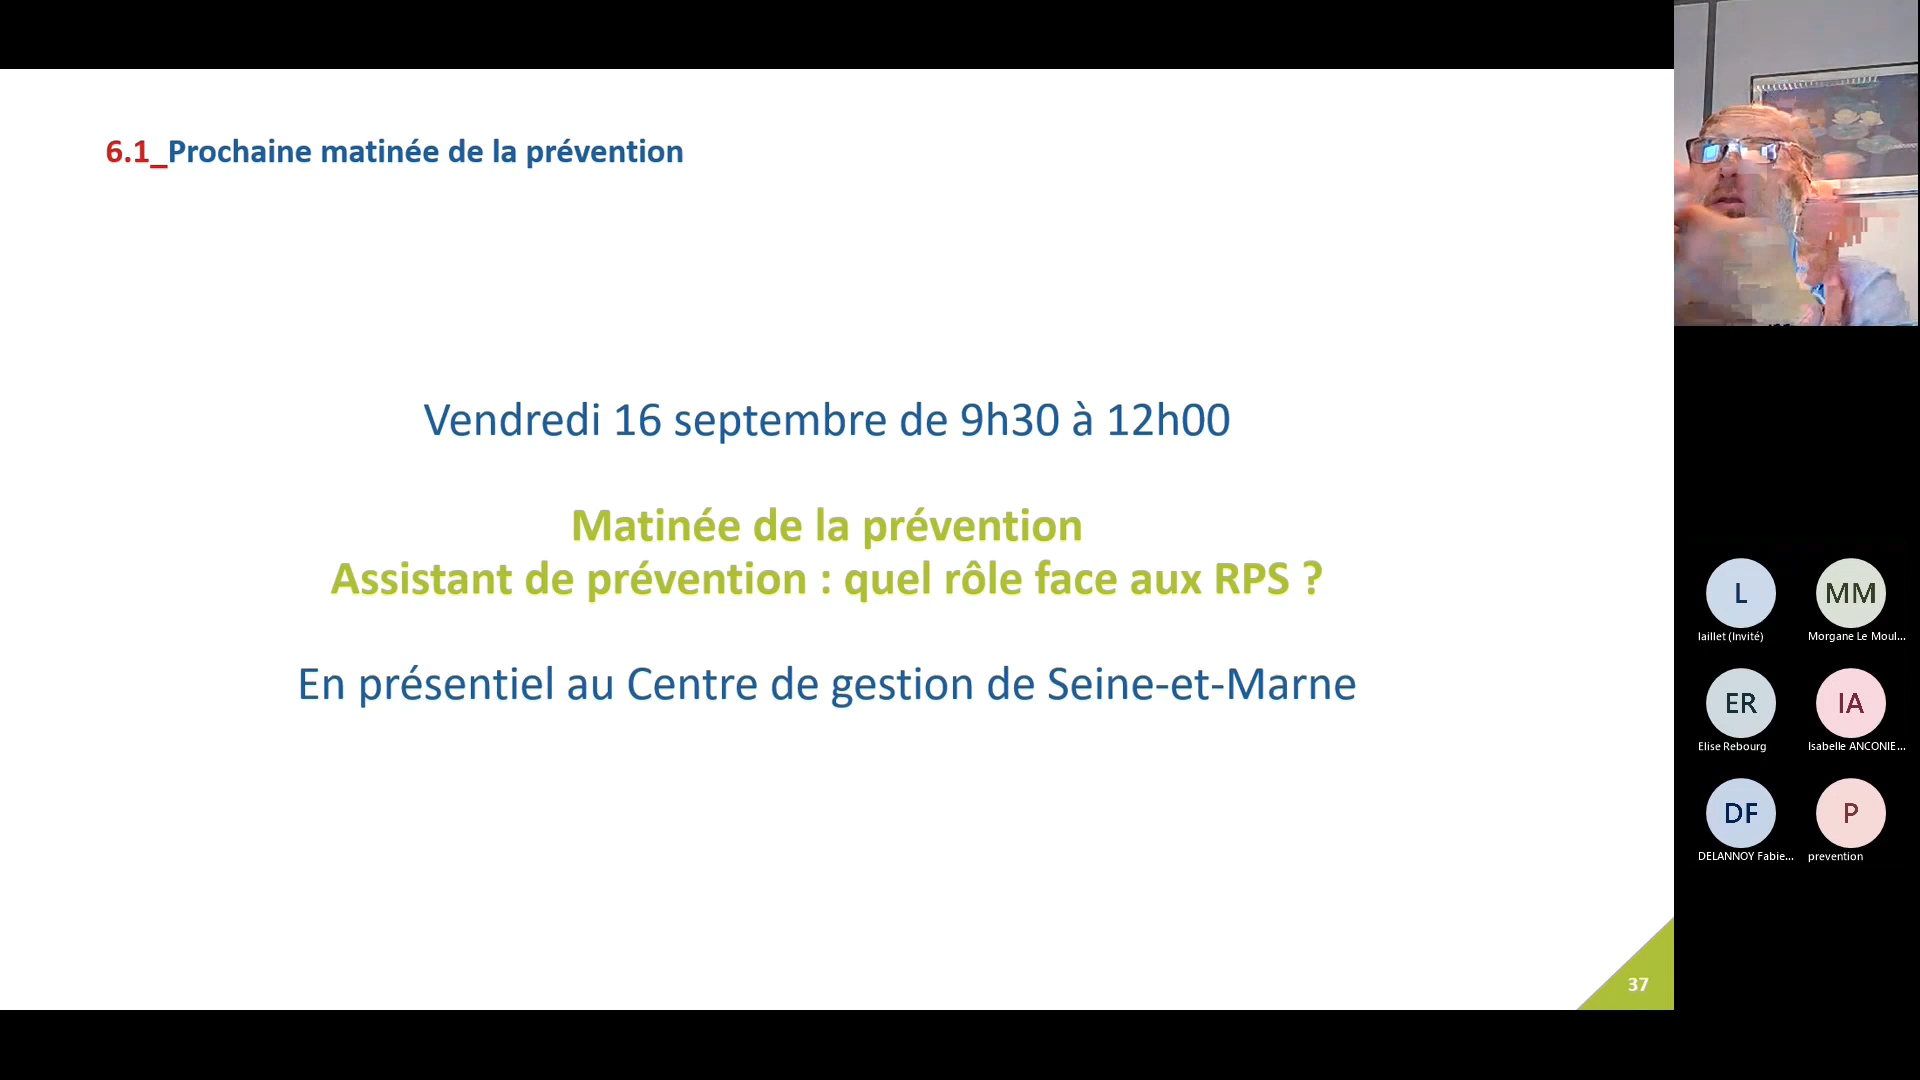 6.1_Prochaine matinée de la prévention
Vendredi 16 septembre de 9h30 à 12h00
Matinée de la prévention
Assistant de prévention : quel rôle face aux RPS ?
En présentiel au Centre de gestion de Seine-et-Marne
37
L
laillet (Invité)
MM
Morgane Le Moul...
ER
Elise Rebourg
IA
Isabelle ANCONIE...
DF
DELANNOY Fabie...
P
prevention